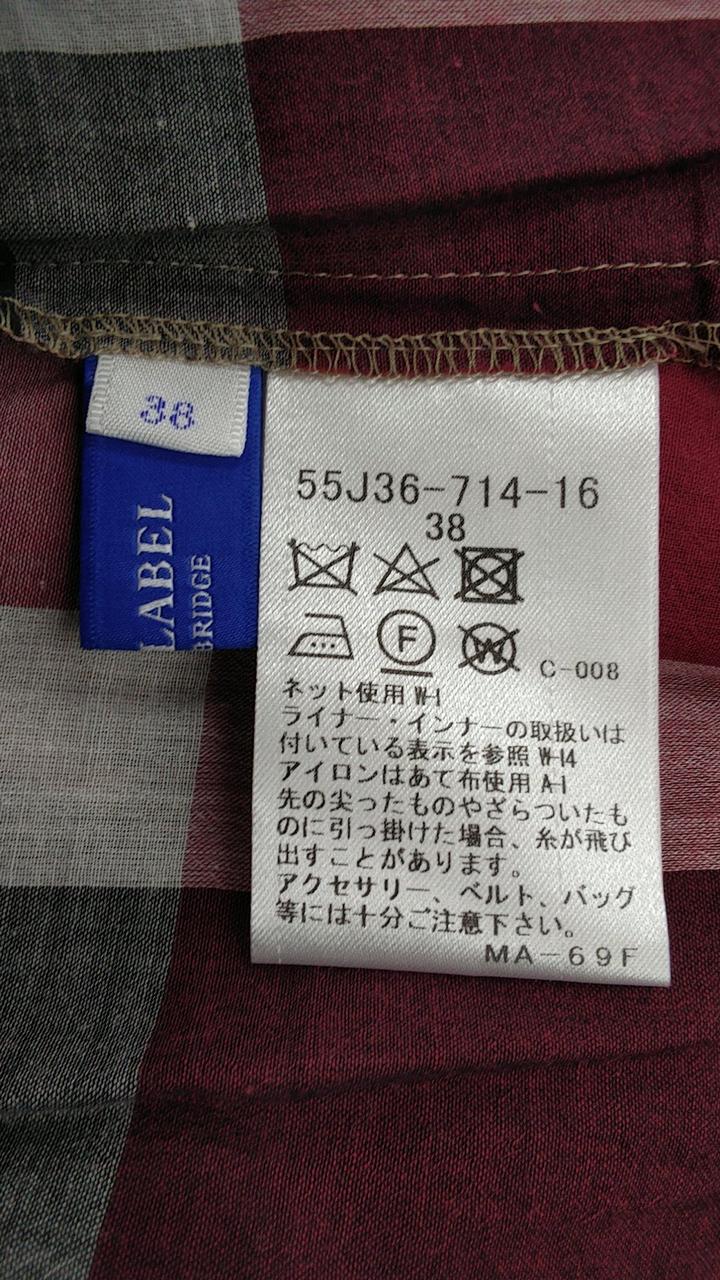 38
LABEL
BRIDGE
55J36-714-16
38
F
W
C-008
ネット使用 W-1
ライナー・インナーの取扱いは
付いている表示を参照 W-14
アイロンはあて布使用 A-1
先の尖ったものやざらついたも
のに引っ掛けた場合、糸が飛び
出すことがあります。
アクセサリー、ベルト、バッグ
等には十分ご注意下さい。
MA-69F